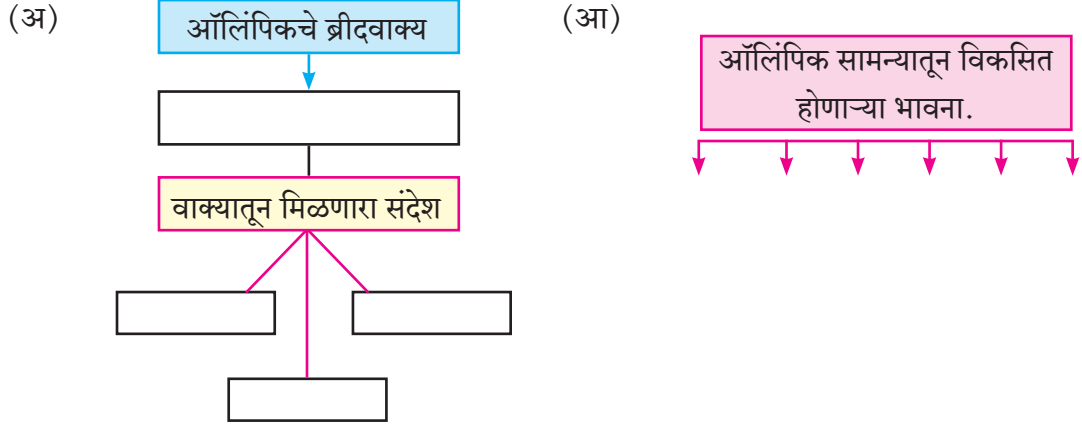 (अ)
ऑलिंपिकचे ब्रीदवाक्य
वाक्यातून मिळणारा संदेश
(आ)
ऑलिंपिक सामन्यातून विकसित
होणाऱ्या भावना.